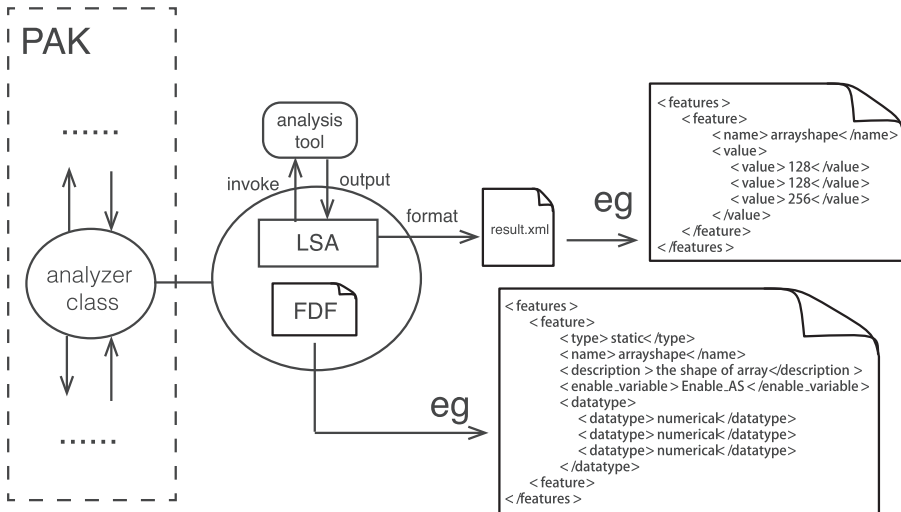 PAK
......
analyzer
class
......
analysis
tool
invoke
output
LSA
FDF
format
result.xml
eg
<features>
<feature>
<name>arrayshape</name>
<value>
<value>128</value>
<value>128</value>
<value>256</value>
</value>
</feature>
</features>
eg
<features>
<feature>
<type>static</type>
<name>arrayshape</name>
<description>the shape of array</description>
<enable_variable>Enable_AS</enable_variable>
<datatype>
<datatype>numerical</datatype>
<datatype>numerical</datatype>
<datatype>numerical</datatype>
</datatype>
<feature>
</features>